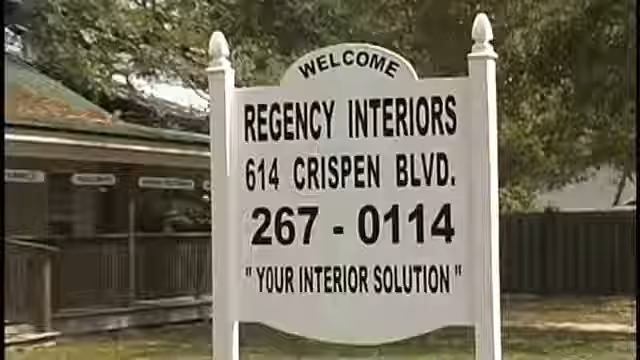 WELCOME
REGENCY INTERIORS
614 CRISPEN BLVD.
267 - 0114
" YOUR INTERIOR SOLUTION "